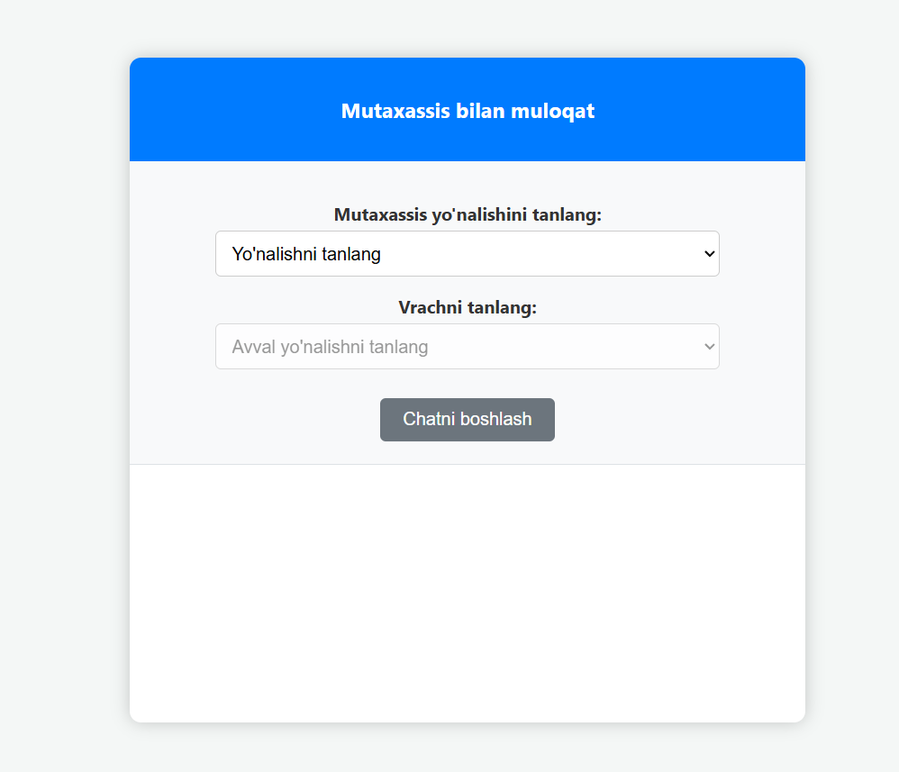 Mutaxassis bilan muloqat
Mutaxassis yo'nalishini tanlang:
Yo'nalishni tanlang
Vrachni tanlang:
Avval yo'nalishni tanlang
Chatni boshlash